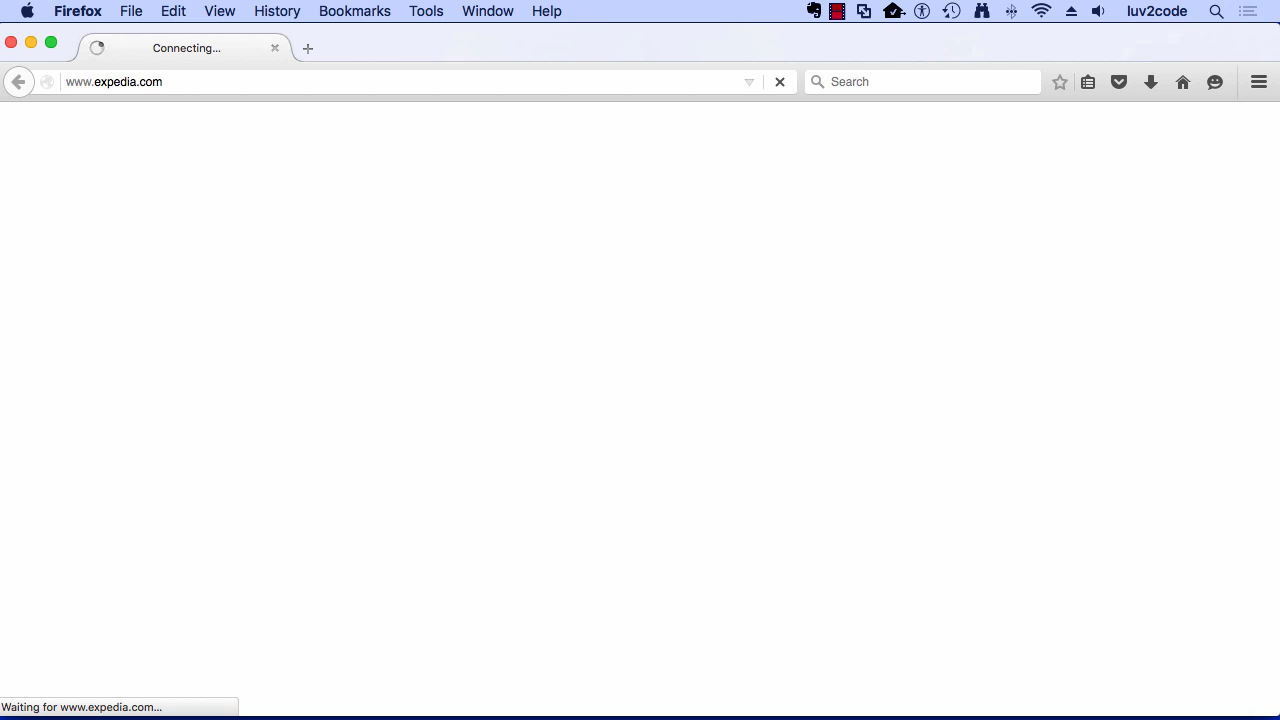 Firefox File Edit View History Bookmarks Tools Window Help luv2code
Connecting...
www.expedia.com Search
Waiting for www.expedia.com...